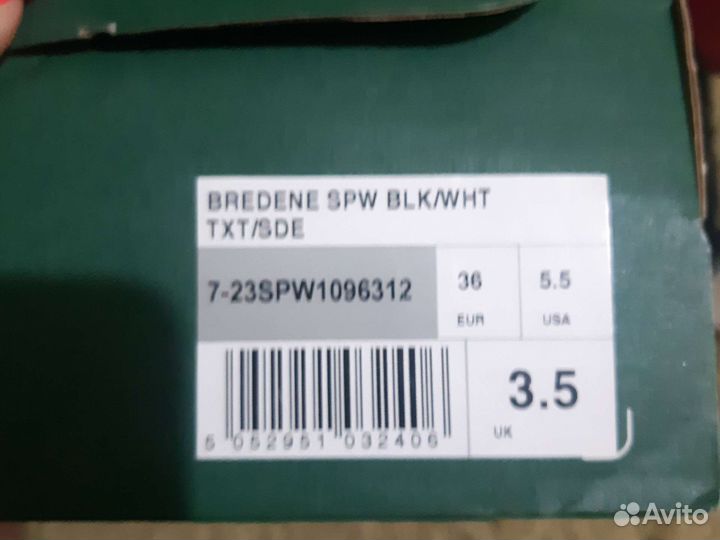 BREDENE SPW BLK/WHT
TXT/SDE
7-23SPW1096312
36
EUR
5.5
USA
5 052951 032406
3.5
UK
Avito